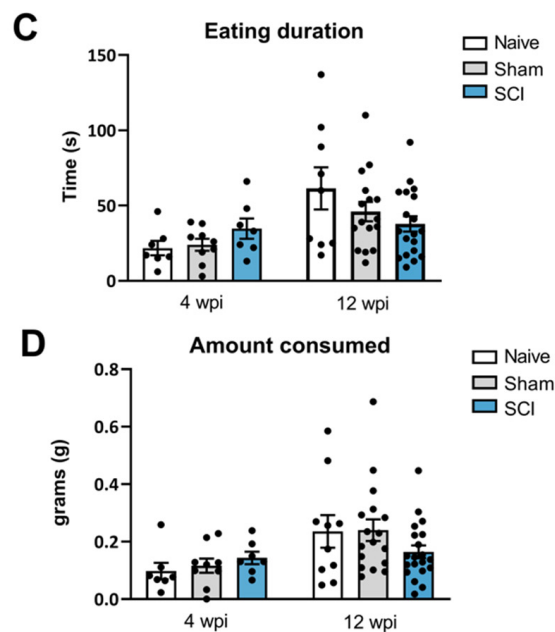 C
Eating duration
Naive
Sham
SCI
150
100
50
0
Time (s)
4 wpi
12 wpi
D
Amount consumed
Naive
Sham
SCI
0.8
0.6
0.4
0.2
0.0
grams (g)
4 wpi
12 wpi